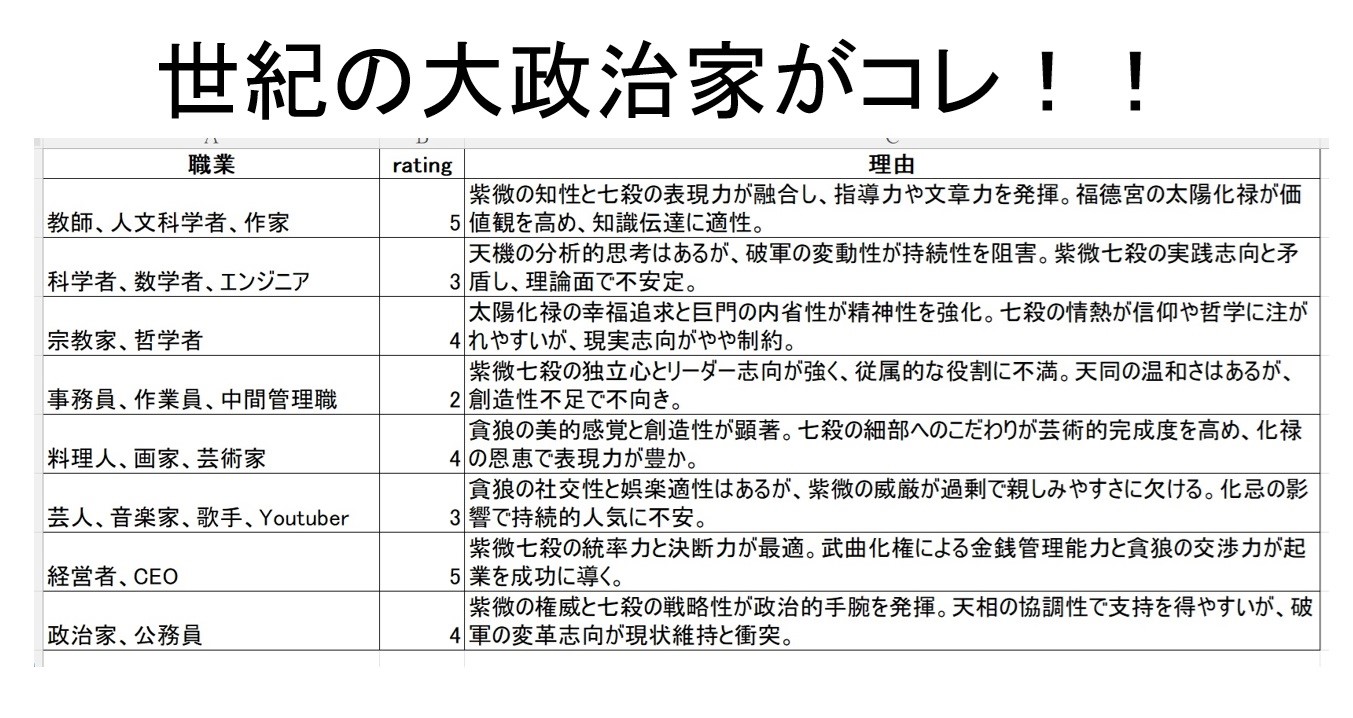 世紀の大政治家がコレ！！
A B C
職業 rating 理由
教師、人文科学者、作家 5 紫微の知性と七殺の表現力が融合し、指導力や文章力を発揮。福徳宮の太陽化禄が価
値観を高め、知識伝達に適性。
科学者、数学者、エンジニア 3 天機の分析的思考はあるが、破軍の変動性が持続性を阻害。紫微七殺の実践志向と矛
盾し、理論面で不安定。
宗教家、哲学者 4 太陽化禄の幸福追求と巨門の内省性が精神性を強化。七殺の情熱が信仰や哲学に注が
れやすいが、現実志向がやや制約。
事務員、作業員、中間管理職 2 紫微七殺の独立心とリーダー志向が強く、従属的な役割に不満。天同の温和さはあるが、
創造性不足で不向き。
料理人、画家、芸術家 4 貪狼の美的感覚と創造性が顕著。七殺の細部へのこだわりが芸術的完成度を高め、化禄
の恩恵で表現力が豊か。
芸人、音楽家、歌手、Youtuber 3 貪狼の社交性と娯楽適性はあるが、紫微の威厳が過剰で親しみやすさに欠ける。化忌の影
響で持続的人気に不安。
経営者、CEO 5 紫微七殺の統率力と決断力が最適。武曲化権による金銭管理能力と貪狼の交渉力が起
業を成功に導く。
政治家、公務員 4 紫微の権威と七殺の戦略性が政治的手腕を発揮。天相の協調性で支持を得やすいが、破
軍の変革志向が現状維持と衝突。